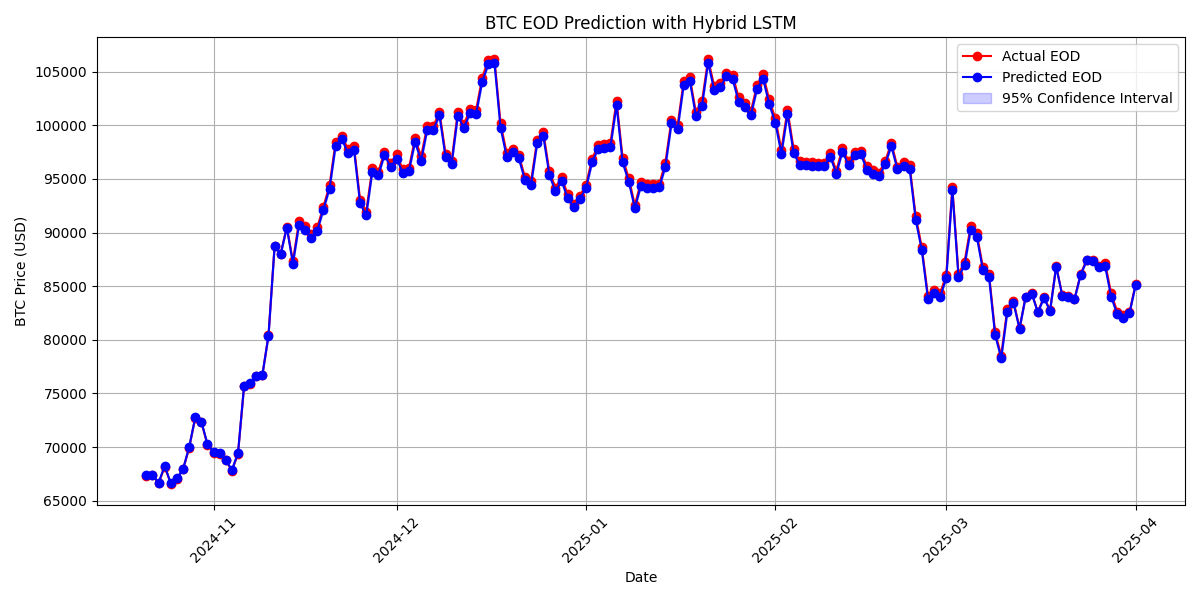 BTC EOD Prediction with Hybrid LSTM
Actual EOD
Predicted EOD
95% Confidence Interval
BTC Price (USD)
105000
100000
95000
90000
85000
80000
75000
70000
65000
2024-11
2024-12
2025-01
2025-02
2025-03
2025-04
Date